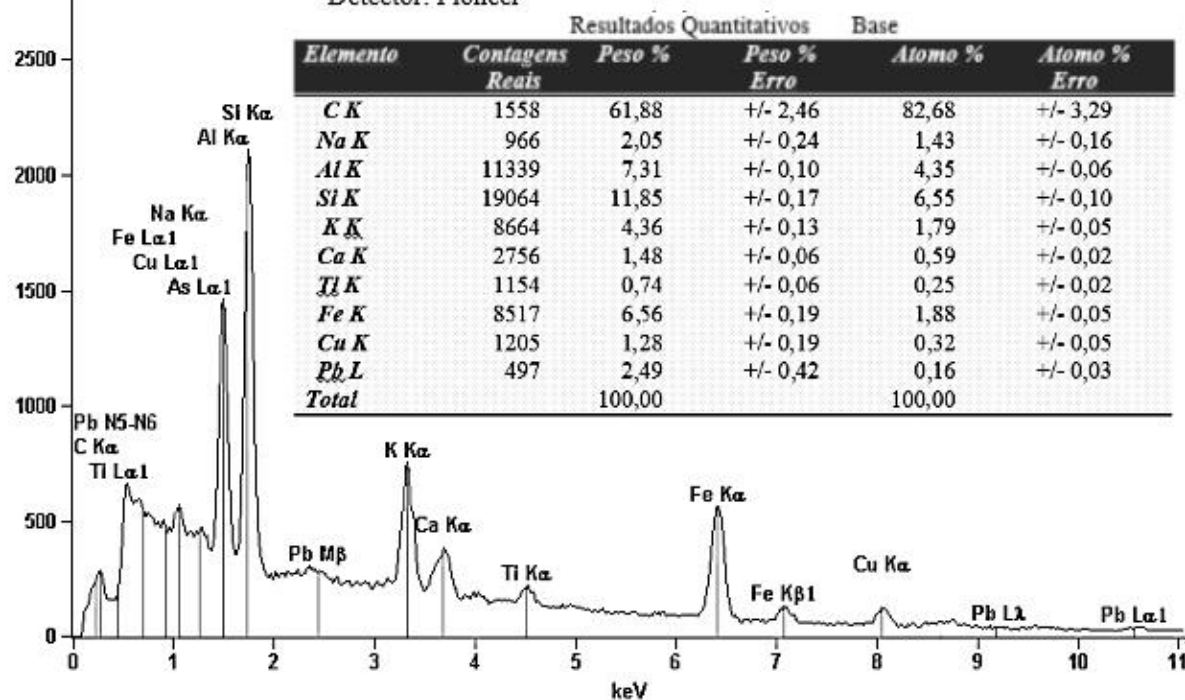 Detector: Pioneer
Resultados Quantitativos Base
Elemento Contagens Reais Peso % Peso % Erro Atomo % Atomo % Erro
C K 1558 61,88 +/- 2,46 82,68 +/- 3,29
Na K 966 2,05 +/- 0,24 1,43 +/- 0,16
Al K 11339 7,31 +/- 0,10 4,35 +/- 0,06
Si K 19064 11,85 +/- 0,17 6,55 +/- 0,10
K K 8664 4,36 +/- 0,13 1,79 +/- 0,05
Ca K 2756 1,48 +/- 0,06 0,59 +/- 0,02
Ti K 1154 0,74 +/- 0,06 0,25 +/- 0,02
Fe K 8517 6,56 +/- 0,19 1,88 +/- 0,05
Cu K 1205 1,28 +/- 0,19 0,32 +/- 0,05
Pb L 497 2,49 +/- 0,42 0,16 +/- 0,03
Total 100,00 100,00
2500
2000
1500
1000
500
0
Si Kα
Al Kα
Na Kα
Fe Lα1
Cu Lα1
As Lα1
Pb N5-N6
C Kα
Ti Lα1
Pb Mβ
K Kα
Ca Kα
Ti Kα
Fe Kα
Fe Kβ1
Cu Kα
Pb Lλ
Pb Lα1
0 1 2 3 4 5 6 7 8 9 10 11
keV